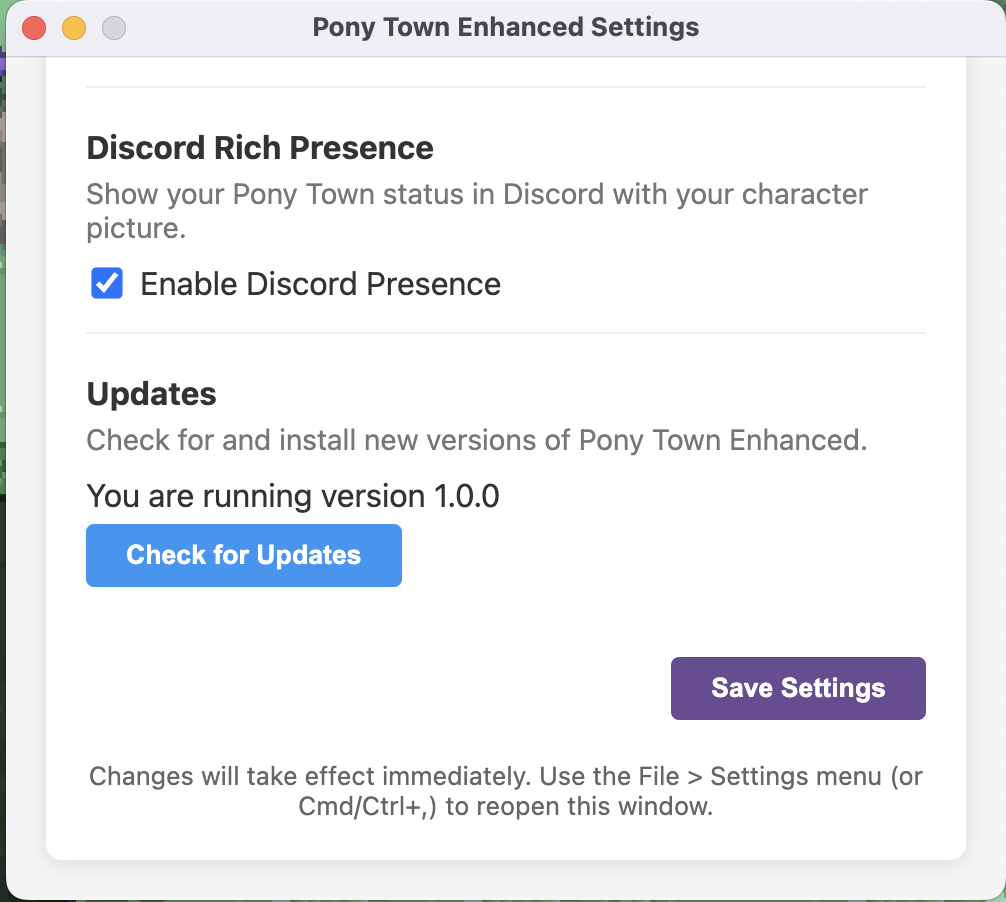 Pony Town Enhanced Settings
Discord Rich Presence
Show your Pony Town status in Discord with your character
picture.
Enable Discord Presence
Updates
Check for and install new versions of Pony Town Enhanced.
You are running version 1.0.0
Check for Updates
Save Settings
Changes will take effect immediately. Use the File > Settings menu (or
Cmd/Ctrl+,) to reopen this window.